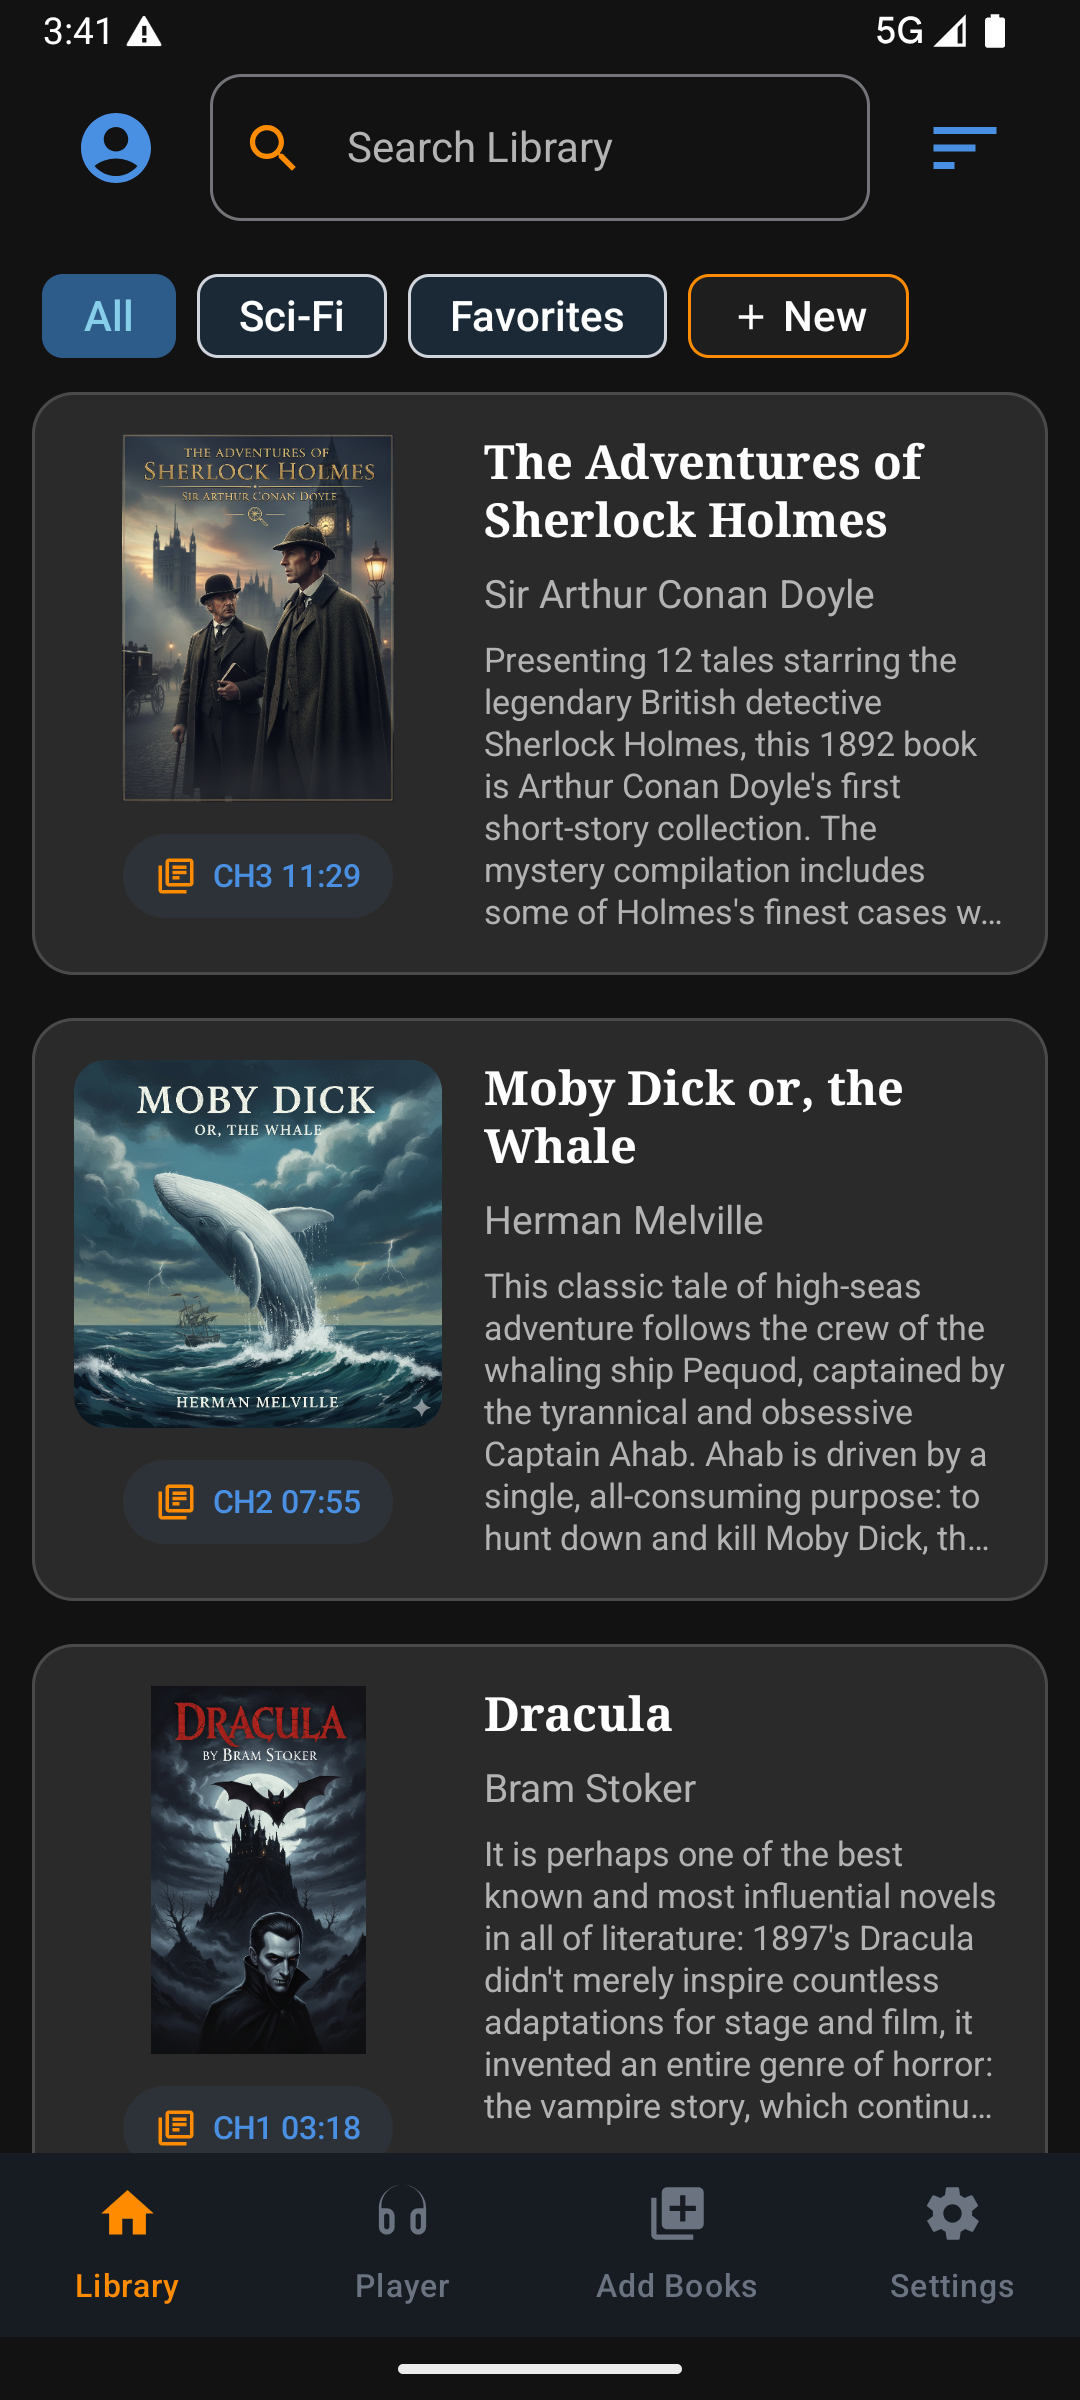 3:41
5G
Search Library
All
Sci-Fi
Favorites
+ New
THE ADVENTURES OF
SHERLOCK HOLMES
SIR ARTHUR CONAN DOYLE
The Adventures of
Sherlock Holmes
Sir Arthur Conan Doyle
Presenting 12 tales starring the
legendary British detective
Sherlock Holmes, this 1892 book
is Arthur Conan Doyle's first
short-story collection. The
mystery compilation includes
some of Holmes's finest cases w...
CH3 11:29
MOBY DICK
OR, THE WHALE
HERMAN MELVILLE
Moby Dick or, the
Whale
Herman Melville
This classic tale of high-seas
adventure follows the crew of the
whaling ship Pequod, captained by
the tyrannical and obsessive
Captain Ahab. Ahab is driven by a
single, all-consuming purpose: to
hunt down and kill Moby Dick, th...
CH2 07:55
DRACULA
BY BRAM STOKER
Dracula
Bram Stoker
It is perhaps one of the best
known and most influential novels
in all of literature: 1897's Dracula
didn't merely inspire countless
adaptations for stage and film, it
invented an entire genre of horror:
the vampire story, which continu...
CH1 03:18
Library
Player
Add Books
Settings